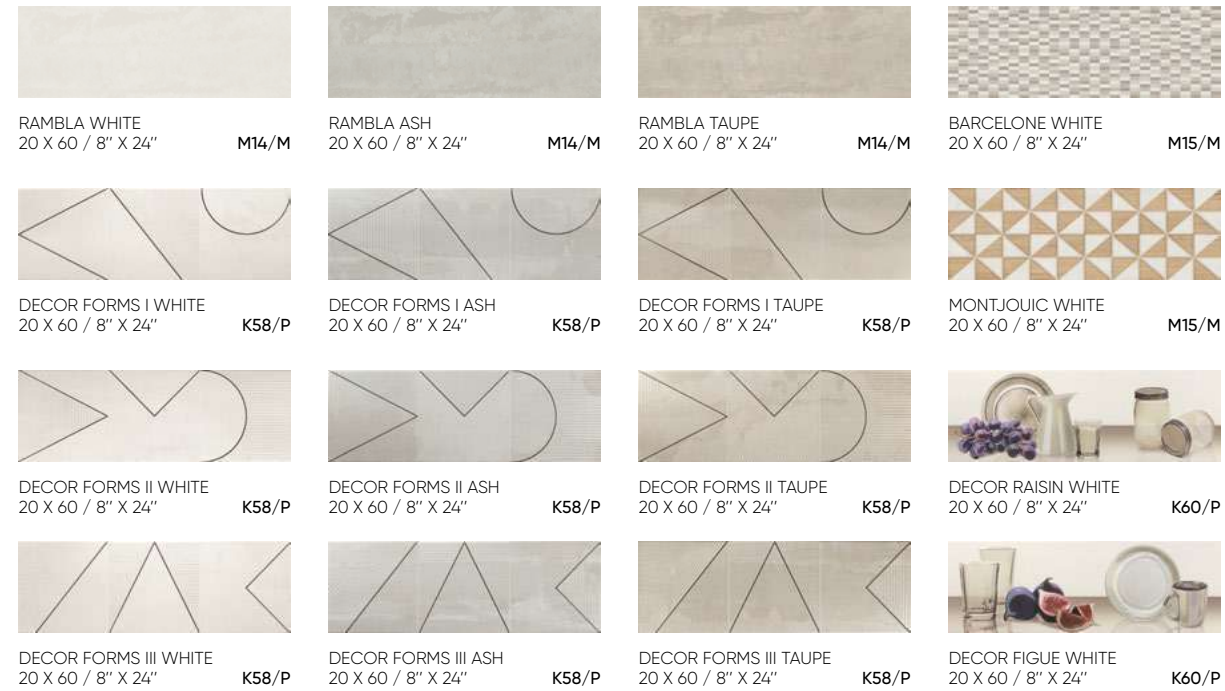 RAMBLA WHITE
20 X 60 / 8’’ X 24’’ M14/M
RAMBLA ASH
20 X 60 / 8’’ X 24’’ M14/M
RAMBLA TAUPE
20 X 60 / 8’’ X 24’’ M14/M
BARCELONE WHITE
20 X 60 / 8’’ X 24’’ M15/M
DECOR FORMS I WHITE
20 X 60 / 8’’ X 24’’ K58/P
DECOR FORMS I ASH
20 X 60 / 8’’ X 24’’ K58/P
DECOR FORMS I TAUPE
20 X 60 / 8’’ X 24’’ K58/P
MONTJOUIC WHITE
20 X 60 / 8’’ X 24’’ M15/M
DECOR FORMS II WHITE
20 X 60 / 8’’ X 24’’ K58/P
DECOR FORMS II ASH
20 X 60 / 8’’ X 24’’ K58/P
DECOR FORMS II TAUPE
20 X 60 / 8’’ X 24’’ K58/P
DECOR RAISIN WHITE
20 X 60 / 8’’ X 24’’ K60/P
DECOR FORMS III WHITE
20 X 60 / 8’’ X 24’’ K58/P
DECOR FORMS III ASH
20 X 60 / 8’’ X 24’’ K58/P
DECOR FORMS III TAUPE
20 X 60 / 8’’ X 24’’ K58/P
DECOR FIGUE WHITE
20 X 60 / 8’’ X 24’’ K60/P